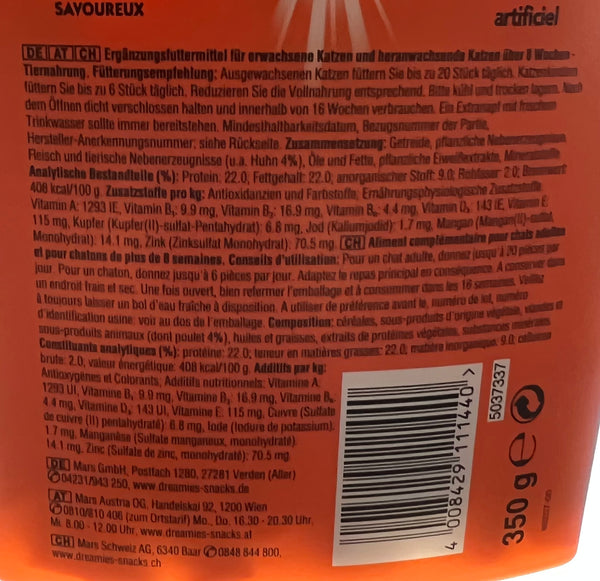 SAVOUREUX
artificiel
DE AT CH Ergänzungsfuttermittel für erwachsene Katzen und heranwachsende Katzen über 8 Wochen -
Tiernahrung. Fütterungsempfehlung: Ausgewachsenen Katzen füttern Sie bis zu 20 Stück täglich. Katzenkindern
füttern Sie bis zu 6 Stück täglich, Reduzieren Sie die Vollnahrung entsprechend. Bitte kühl und trocken lagern. Nach
dem Öffnen dicht verschlossen halten und innerhalb von 16 Wochen verbrauchen. Ein Extranapf mit frischem
Trinkwasser sollte immer bereitstehen. Mindesthaltbarkeitsdatum, Bezugsnummer der Partie,
Hersteller-Anerkennungsnummer: siehe Rückseite. Zusammensetzung: Getreide, pflanzliche Nebenerzeugnisse,
Fleisch und tierische Nebenerzeugnisse (u.a. Huhn 4%), Öle und Fette, pflanzliche Eiweißextrakte, Mineralstoffe.
Analytische Bestandteile (%): Protein: 22.0; Fettgehalt: 22.0; anorganischer Stoff: 9.0; Rohfaser: 2.0; Brennwert:
408 kcal/100 g. Zusatzstoffe pro kg: Antioxidanzien und Farbstoffe, Ernährungsphysiologische Zusatzstoffe:
Vitamin A: 1293 IE, Vitamin B₁: 9.9 mg, Vitamin B₂: 16.9 mg, Vitamin B₆: 4.4 mg, Vitamin D₃: 143 IE, Vitamin E:
115 mg, Kupfer (Kupfer(II)-sulfat-Pentahydrat): 6.8 mg, Jod (Kaliumjodid): 1.7 mg, Mangan (Mangan(II)-sulfat,
Monohydrat): 14.1 mg, Zink (Zinksulfat Monohydrat): 70.5 mg. CH Aliment complémentaire pour chats adultes
et pour chatons de plus de 8 semaines. Conseils d'utilisation: Pour un chat adulte, donnez jusqu'à 20 pièces par
jour. Pour un chaton, donnez jusqu'à 6 pièces par jour. Adaptez le repas principal en conséquence. A conserver dans
un endroit frais et sec. Une fois ouvert, bien refermer l'emballage et à consommer dans les 16 semaines. Veillez
à toujours laisser un bol d'eau fraîche à disposition. A utiliser de préférence avant le, numéro de lot, numéro
d'identification usine: voir au dos de l'emballage. Composition: céréales, sous-produits d'origine végétale, viandes et
sous-produits animaux (dont poulet 4%), huiles et graisses, extraits de protéines végétales, substances minérales.
Constituants analytiques (%): protéine: 22.0; teneur en matières grasses: 22.0; matière inorganique: 9.0; cellulose
brute: 2.0; valeur énergétique: 408 kcal/100 g. Additifs par kg:
Antioxygènes et Colorants; Additifs nutritionnels: Vitamine A:
1293 UI, Vitamine B₁: 9.9 mg, Vitamine B₂: 16.9 mg, Vitamine B₆:
4.4 mg, Vitamine D₃: 143 UI, Vitamine E: 115 mg, Cuivre (Sulfate
de cuivre (II) pentahydraté): 6.8 mg, Iode (Iodure de potassium):
1.7 mg, Manganèse (Sulfate manganeux, monohydraté):
14.1 mg, Zinc (Sulfate de zinc, monohydraté): 70.5 mg.
DE Mars GmbH, Postfach 1280, 27281 Verden (Aller)
04231/943 250, www.dreamies-snacks.de
AT Mars Austria OG, Handelskai 92, 1200 Wien
0810/810 406 (zum Ortstarif) Mo., Do. 16.30 - 20.30 Uhr,
Mi. 8.00 - 12.00 Uhr, www.dreamies-snacks.at
CH Mars Schweiz AG, 6340 Baar 0848 844 800,
www.dreamies-snacks.ch
4 008429 111440 >
5037337
350 g e